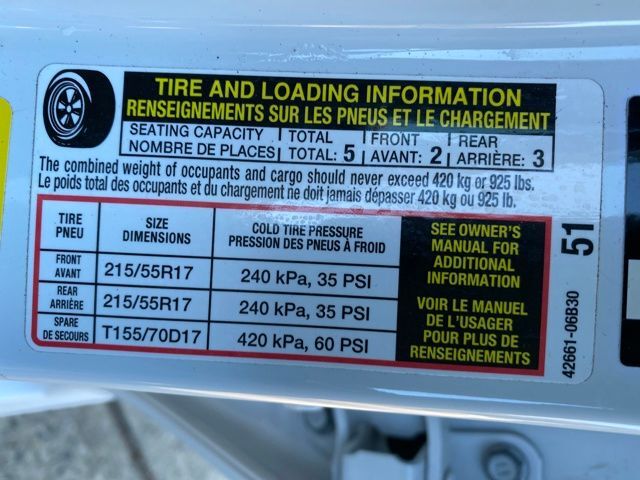 TIRE AND LOADING INFORMATION
RENSEIGNEMENTS SUR LES PNEUS ET LE CHARGEMENT
SEATING CAPACITY TOTAL FRONT REAR
NOMBRE DE PLACES TOTAL: 5 AVANT: 2 ARRIÈRE: 3
The combined weight of occupants and cargo should never exceed 420 kg or 925 lbs.
Le poids total des occupants et du chargement ne doit jamais dépasser 420 kg ou 925 lb.
TIRE
PNEU
SIZE
DIMENSIONS
COLD TIRE PRESSURE
PRESSION DES PNEUS À FROID
FRONT
AVANT
215/55R17
240 kPa, 35 PSI
REAR
ARRIÈRE
215/55R17
240 kPa, 35 PSI
SPARE
DE SECOURS
T155/70D17
420 kPa, 60 PSI
SEE OWNER'S
MANUAL FOR
ADDITIONAL
INFORMATION
VOIR LE MANUEL
DE L'USAGER
POUR PLUS DE
RENSEIGNEMENTS
51
42661-06B30